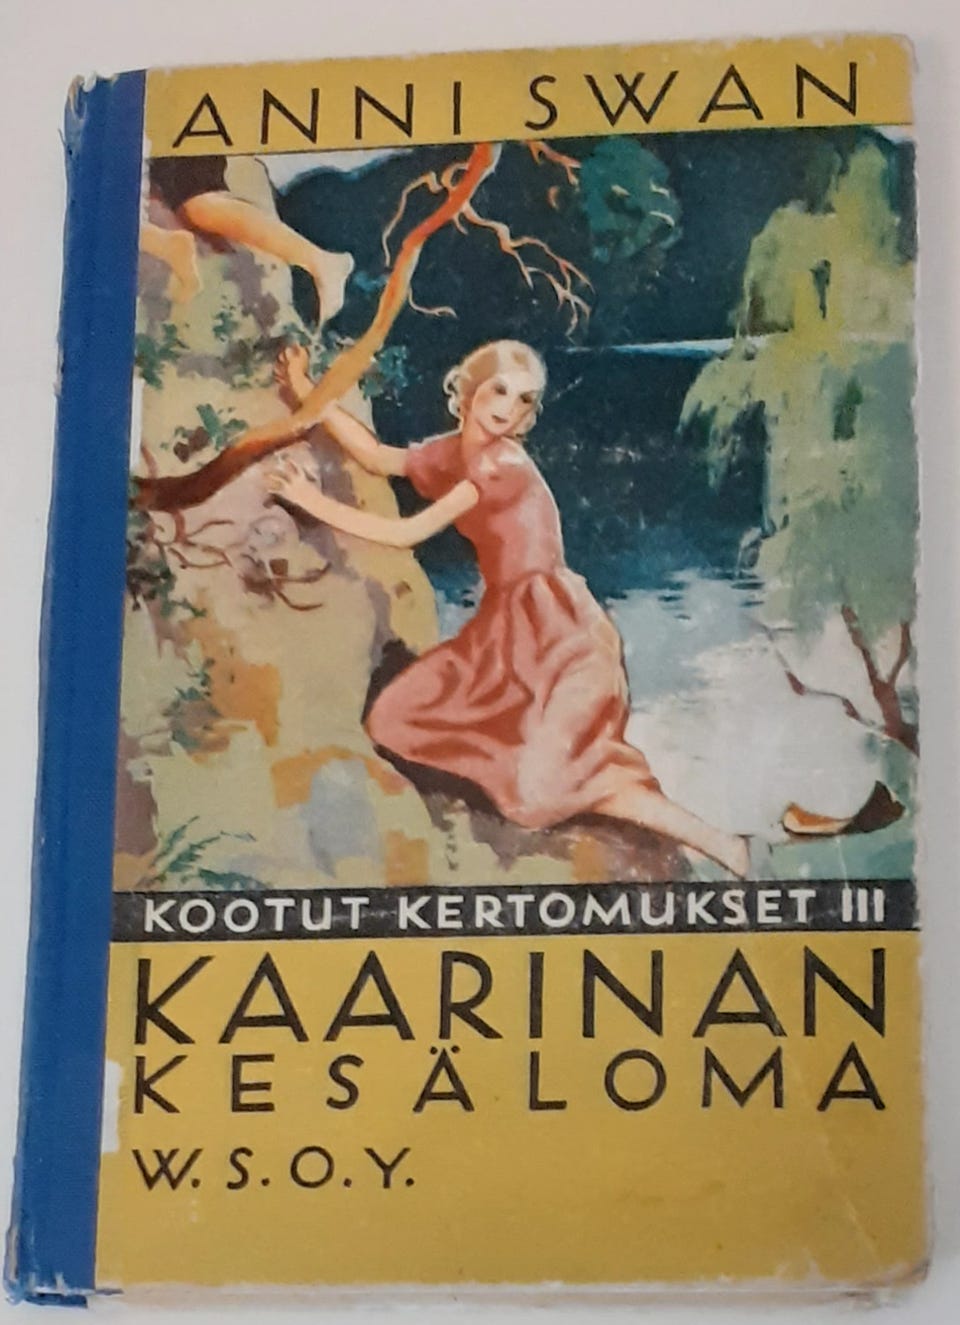 ANNI SWAN
KOOTUT KERTOMUKSET III
KAARINAN
KESÄLOMA
W.S.O.Y.